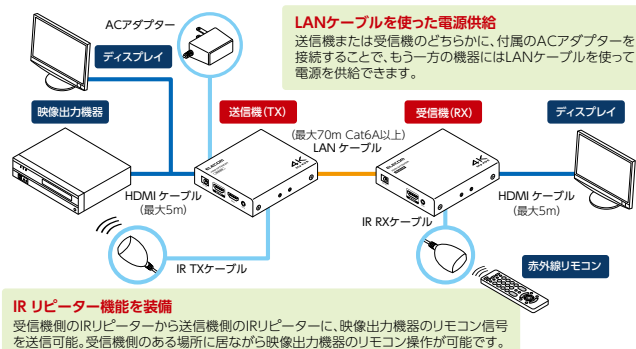 ACアダプター
LANケーブルを使った電源供給
送信機または受信機のどちらかに、付属のACアダプターを
接続することで、もう一方の機器にはLANケーブルを使って
電源を供給できます。
ディスプレイ
映像出力機器
送信機(TX)
受信機(RX)
ディスプレイ
(最大70m Cat6A以上)
LAN ケーブル
ELECOM
4K
ELECOM
4K
HDMI ケーブル
(最大5m)
HDMI ケーブル
(最大5m)
IR RXケーブル
IR TXケーブル
赤外線リモコン
IR リピーター機能を装備
受信機側のIRリピーターから送信機側のIRリピーターに、映像出力機器のリモコン信号
を送信可能。受信機側のある場所に居ながら映像出力機器のリモコン操作が可能です。